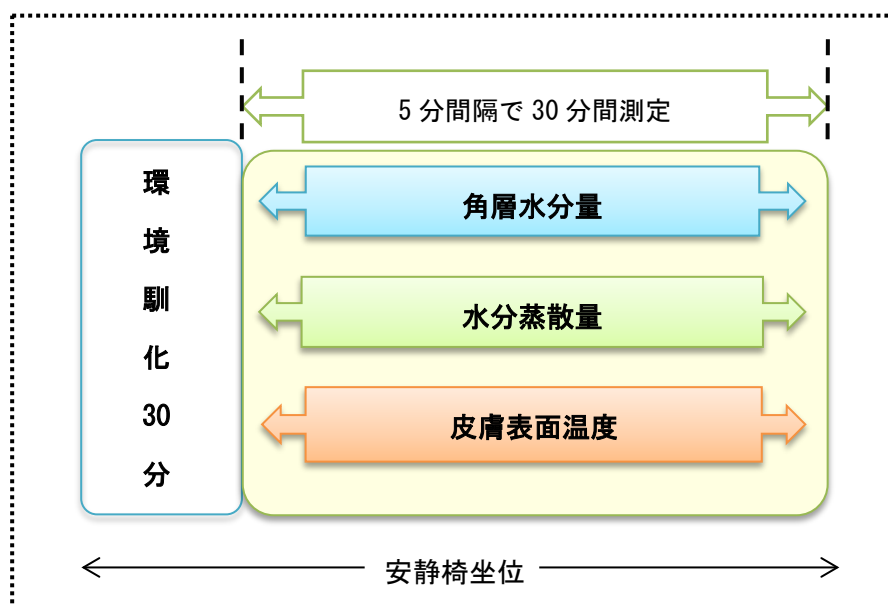 5 分間隔で 30 分間測定
環
境
馴
化
30
分
角層水分量
水分蒸散量
皮膚表面温度
安静椅坐位